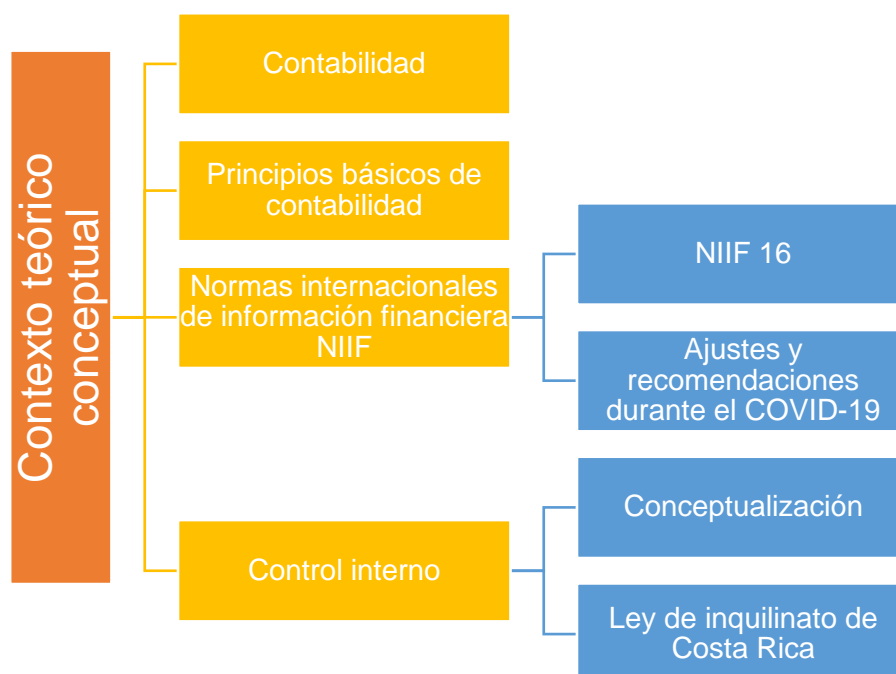 Contexto teórico
conceptual
Contabilidad
Principios básicos de
contabilidad
Normas internacionales
de información financiera
NIIF
NIIF 16
Ajustes y
recomendaciones
durante el COVID-19
Control interno
Conceptualización
Ley de inquilinato de
Costa Rica